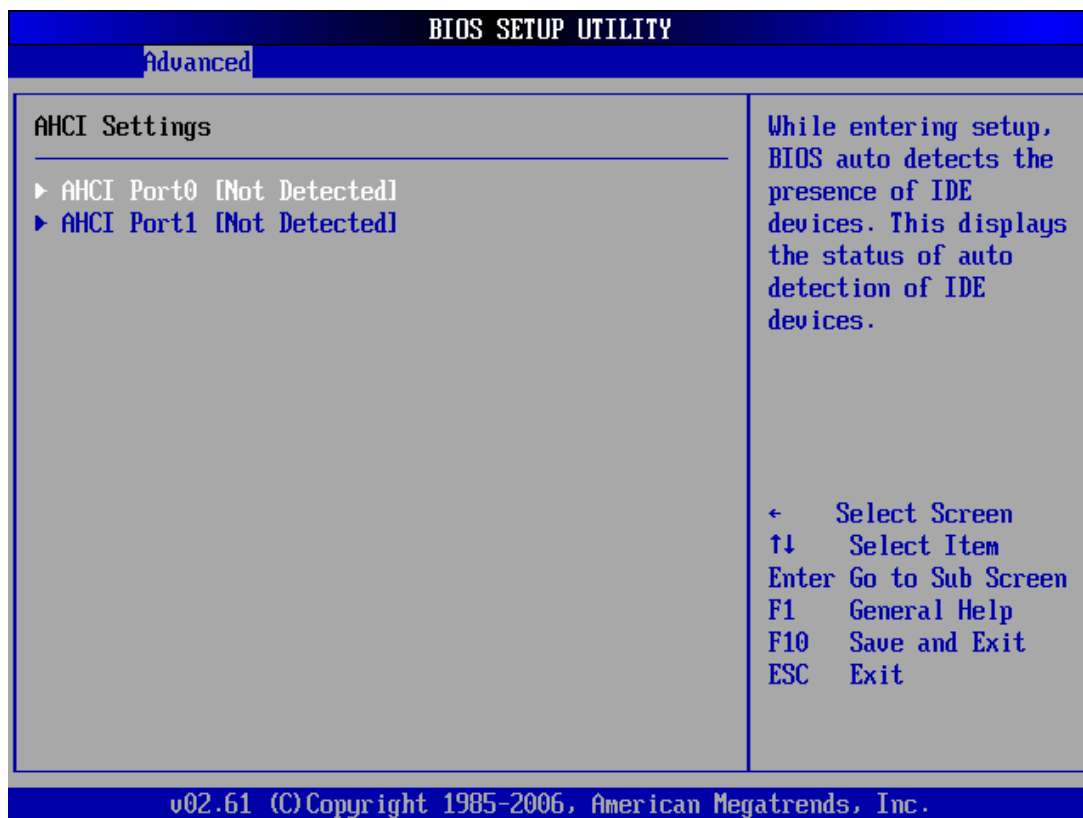 BIOS SETUP UTILITY
Advanced
AHCI Settings
▶ AHCI Port0 [Not Detected]
▶ AHCI Port1 [Not Detected]
While entering setup,
BIOS auto detects the
presence of IDE
devices. This displays
the status of auto
detection of IDE
devices.
← Select Screen
↑↓ Select Item
Enter Go to Sub Screen
F1 General Help
F10 Save and Exit
ESC Exit
v02.61 (C)Copyright 1985-2006, American Megatrends, Inc.